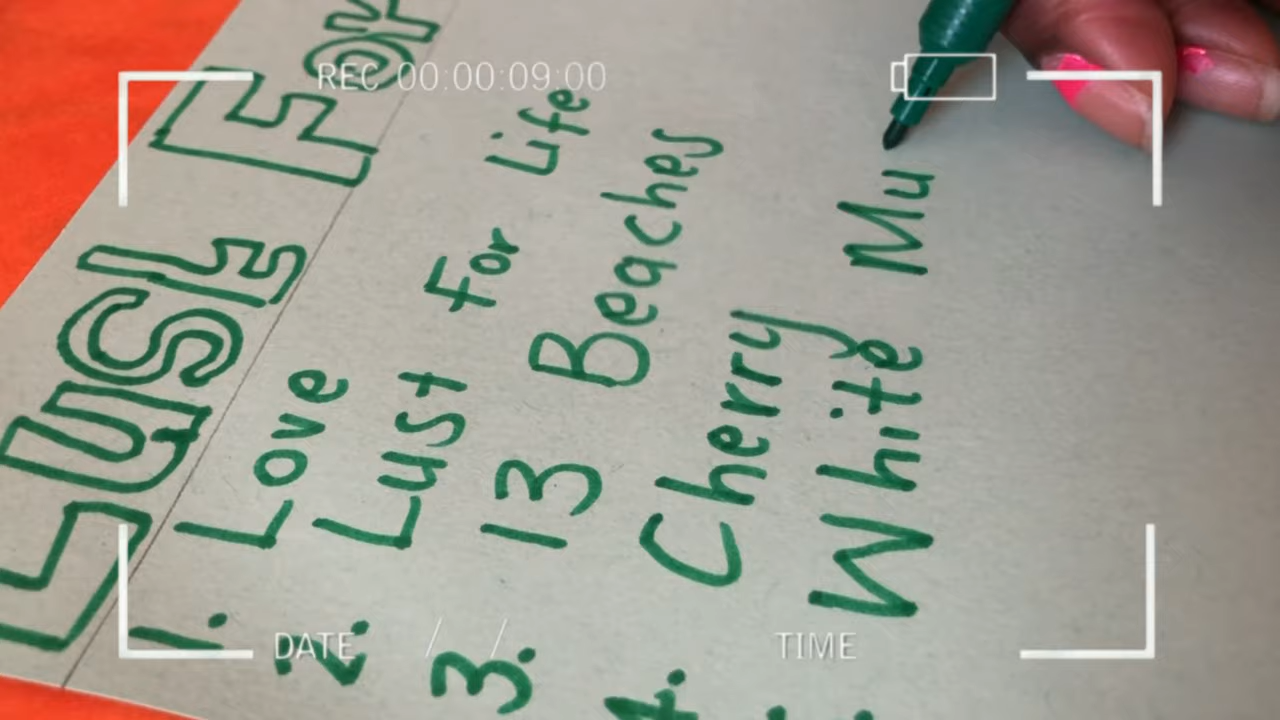 Lust For
1. Love
2. Lust For Life
3. 13 Beaches
4. Cherry
White Mu
REC 00:00:09:00
DATE / /
TIME